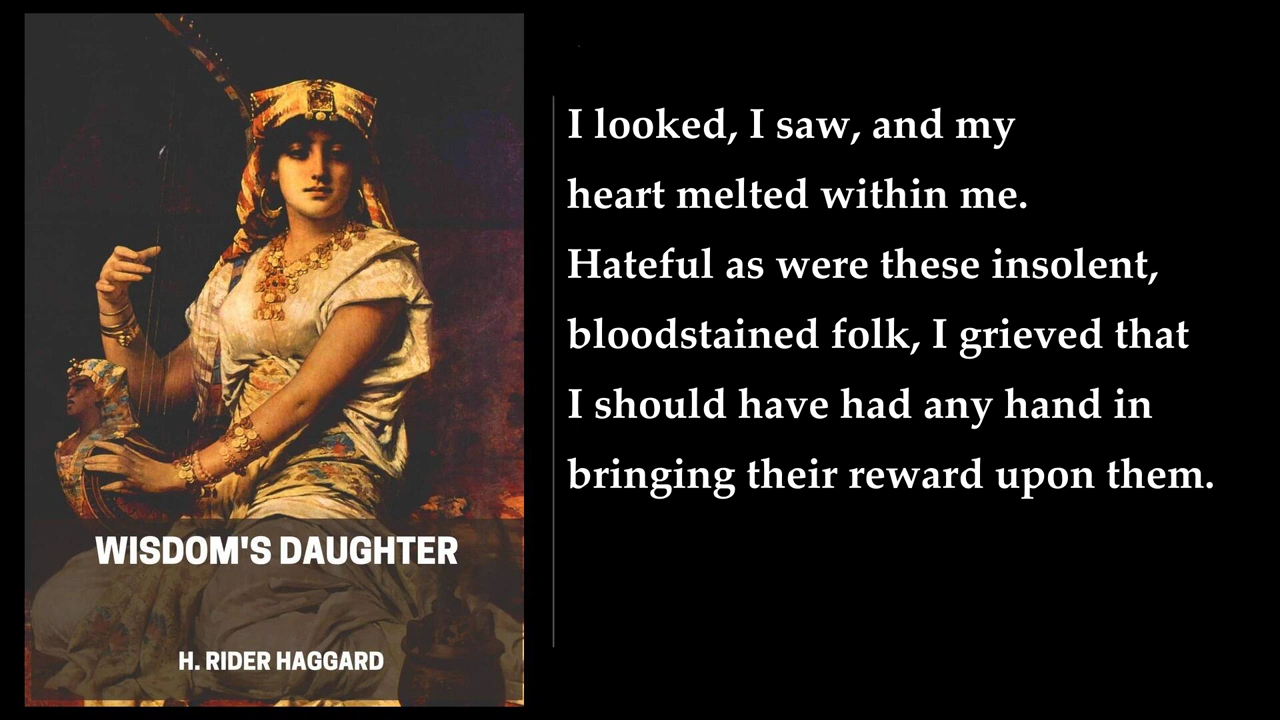 WISDOM'S DAUGHTER
H. RIDER HAGGARD
I looked, I saw, and my
heart melted within me.
Hateful as were these insolent,
bloodstained folk, I grieved that
I should have had any hand in
bringing their reward upon them.